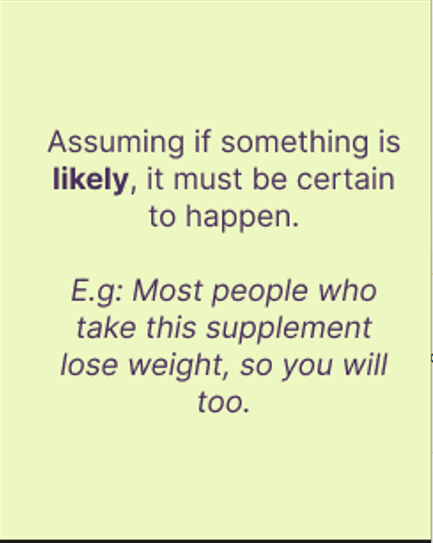 Assuming if something is
likely, it must be certain
to happen.
E.g: Most people who
take this supplement
lose weight, so you will
too.